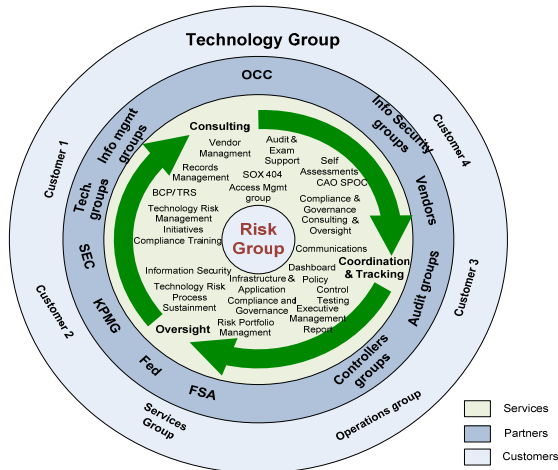 Technology Group
OCC
Info mgmt
groups
Info Security
groups
Customer 1
Customer 4
Tech.
groups
Vendors
Consulting
Vendor
Managment
Audit &
Exam
Support
Records
Management
SOX 404
Self
Assessments
CAO SPOC
BCP/TRS
Access Mgmt
group
Technology Risk
Management
Initiatives
Compliance &
Governance
Consulting &
Oversight
Compliance Training
Risk
Group
Communications
Coordination
& Tracking
Information Security
Infrastructure &
Application
Compliance and
Governance
Dashboard
Policy
Control
Testing
Technology Risk
Process
Sustainment
Executive
Management
Report
Oversight
Risk Portfolio
Managment
SEC
KPMG
Fed
FSA
Controllers
groups
Audit groups
Customer 2
Customer 3
Services
Group
Operations group
Services
Partners
Customers